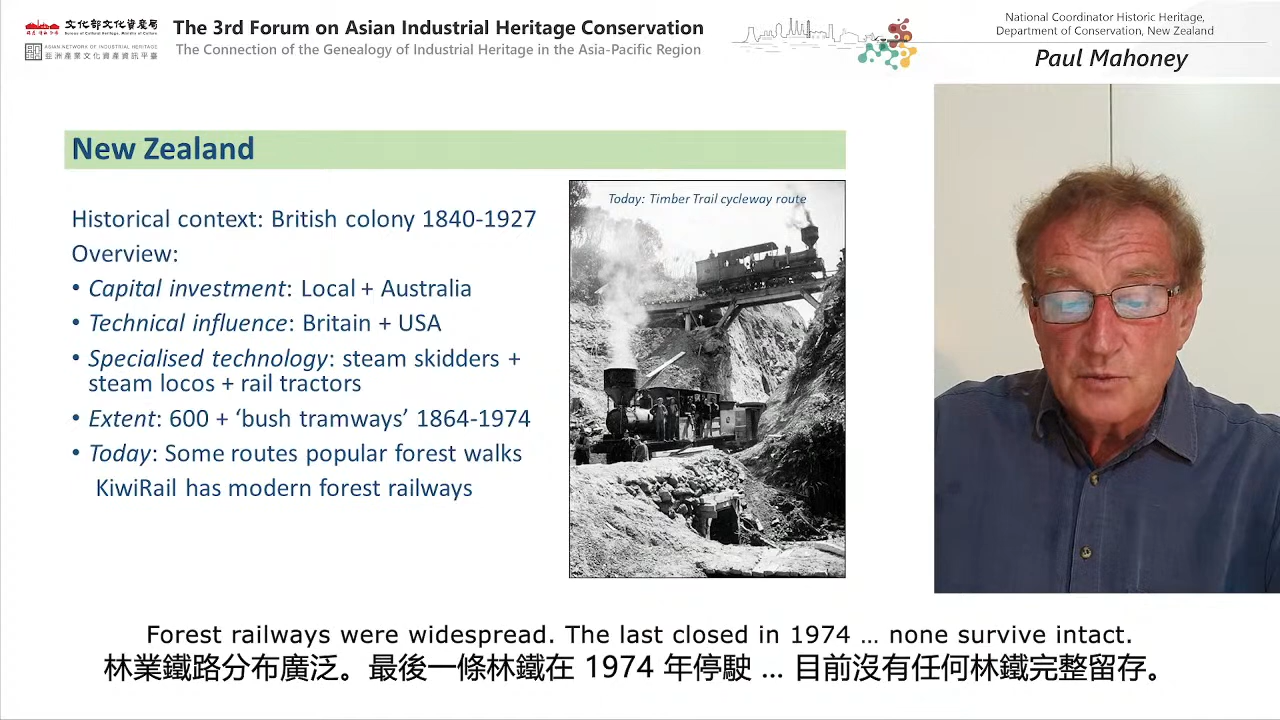 文化部文化資產局
Bureau of Cultural Heritage, Ministry of Culture
ASIAN NETWORK OF INDUSTRIAL HERITAGE
亞洲產業文化資產資訊平臺
The 3rd Forum on Asian Industrial Heritage Conservation
The Connection of the Genealogy of Industrial Heritage in the Asia-Pacific Region
National Coordinator Historic Heritage,
Department of Conservation, New Zealand
Paul Mahoney
New Zealand
Historical context: British colony 1840-1927
Overview:
• Capital investment: Local + Australia
• Technical influence: Britain + USA
• Specialised technology: steam skidders +
steam locos + rail tractors
• Extent: 600 + ‘bush tramways’ 1864-1974
• Today: Some routes popular forest walks
KiwiRail has modern forest railways
Today: Timber Trail cycleway route
Forest railways were widespread. The last closed in 1974 ... none survive intact.
林業鐵路分布廣泛。最後一條林鐵在 1974 年停駛 ... 目前沒有任何林鐵完整留存。